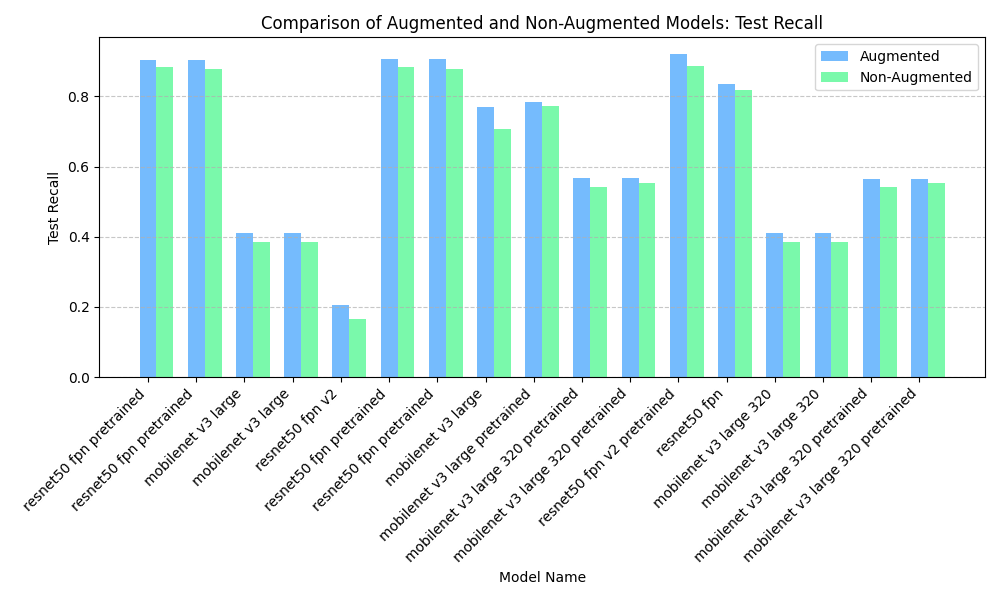 Comparison of Augmented and Non-Augmented Models: Test Recall
Augmented
Non-Augmented
Test Recall
0.8
0.6
0.4
0.2
0.0
resnet50 fpn pretrained
resnet50 fpn pretrained
mobilenet v3 large
mobilenet v3 large
resnet50 fpn v2
resnet50 fpn pretrained
resnet50 fpn pretrained
mobilenet v3 large
mobilenet v3 large pretrained
mobilenet v3 large 320 pretrained
mobilenet v3 large 320 pretrained
resnet50 fpn v2 pretrained
resnet50 fpn
mobilenet v3 large 320
mobilenet v3 large 320
mobilenet v3 large 320 pretrained
mobilenet v3 large 320 pretrained
Model Name